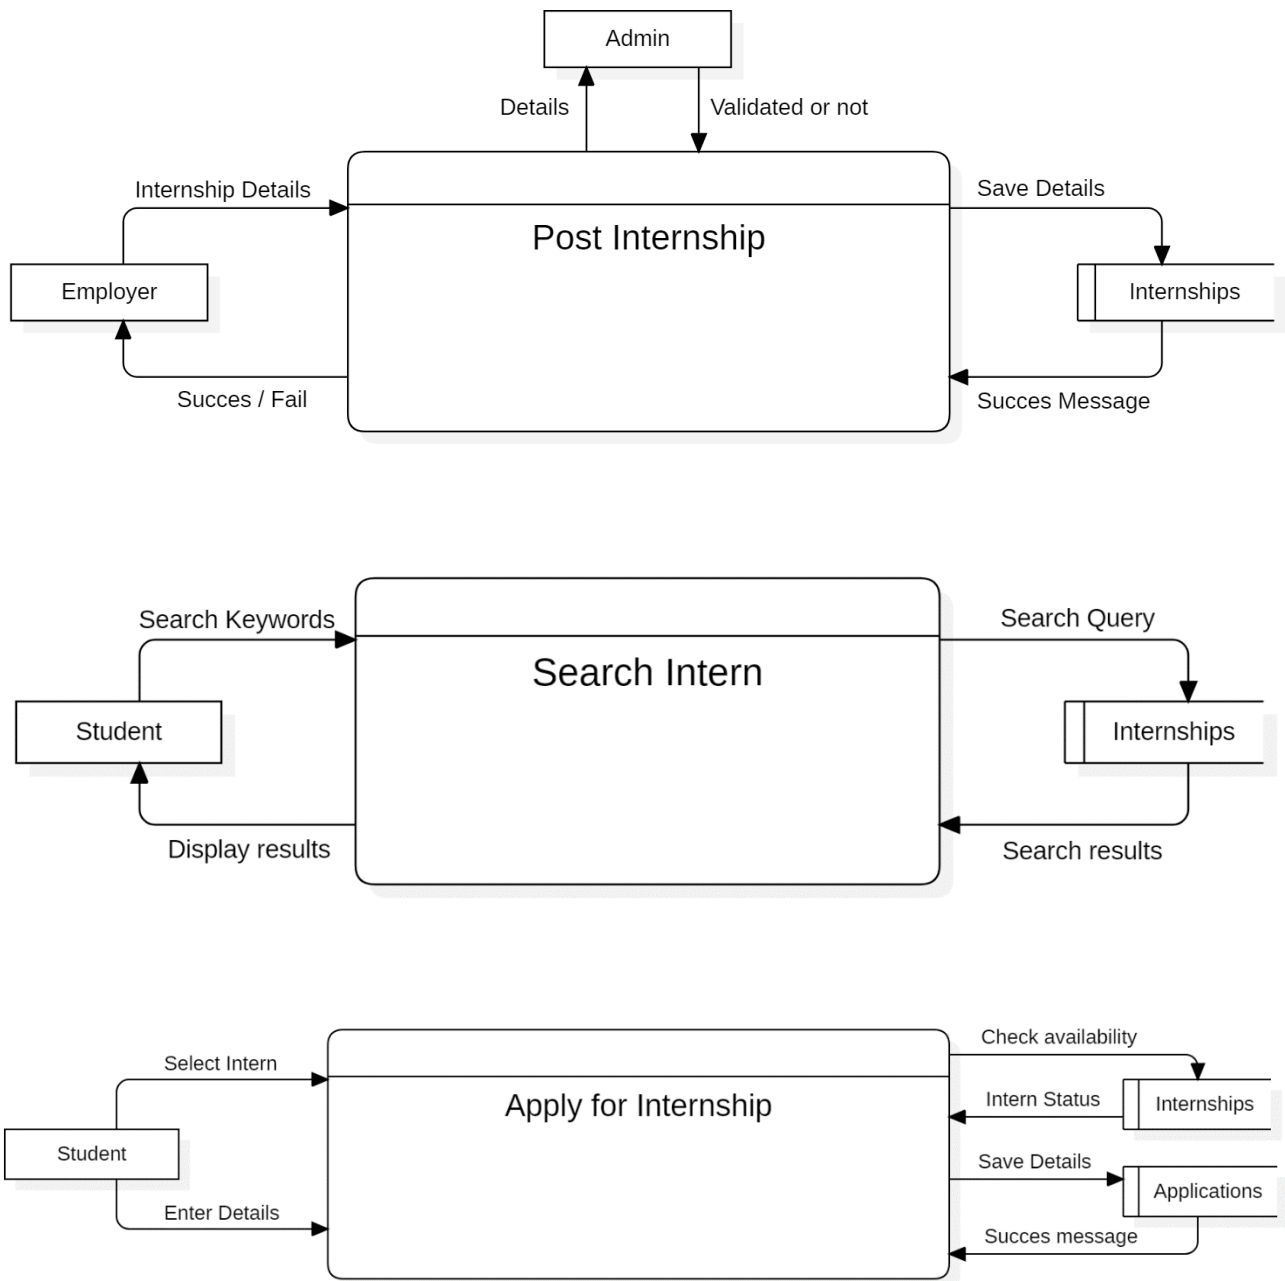 Admin
Details
Validated or not
Internship Details
Save Details
Post Internship
Employer
Internships
Succes / Fail
Succes Message
Search Keywords
Search Query
Search Intern
Student
Internships
Display results
Search results
Check availability
Select Intern
Intern Status
Internships
Apply for Internship
Student
Save Details
Applications
Enter Details
Succes message